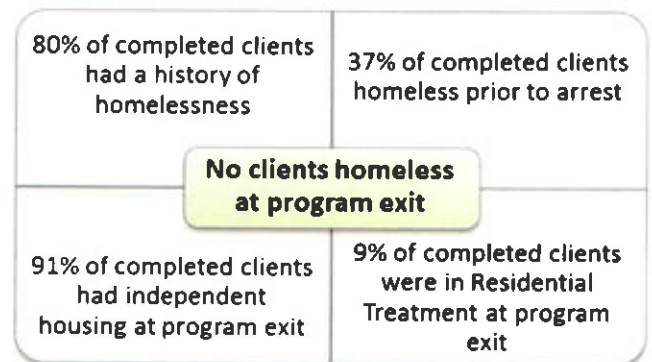 80% of completed clients
had a history of
homelessness
37% of completed clients
homeless prior to arrest
No clients homeless
at program exit
91% of completed clients
had independent
housing at program exit
9% of completed clients
were in Residential
Treatment at program
exit